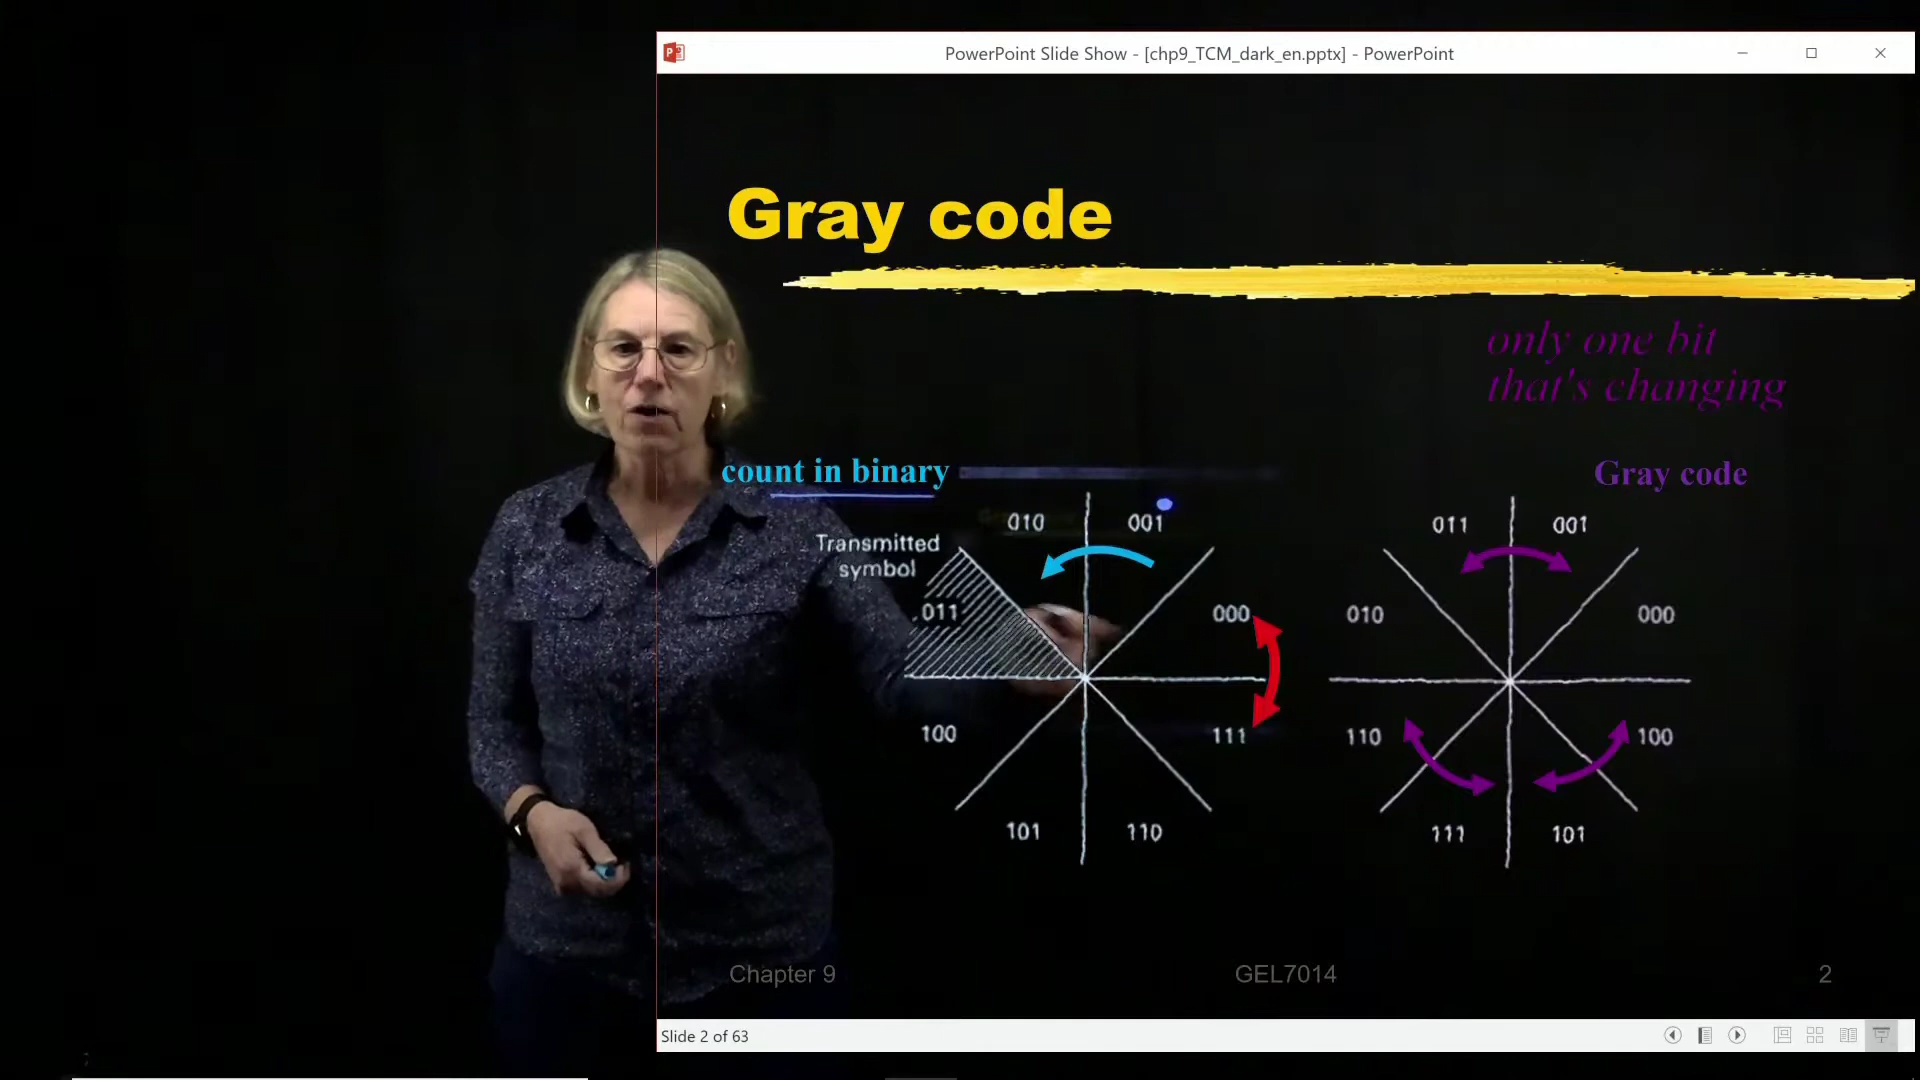 PowerPoint Slide Show - [chp9_TCM_dark_en.pptx] - PowerPoint
Gray code
only one bit
that's changing
count in binary
Gray code
010
001
Transmitted
symbol
011
000
100
111
101
110
011
001
010
000
110
100
111
101
Chapter 9
GEL7014
2
Slide 2 of 63